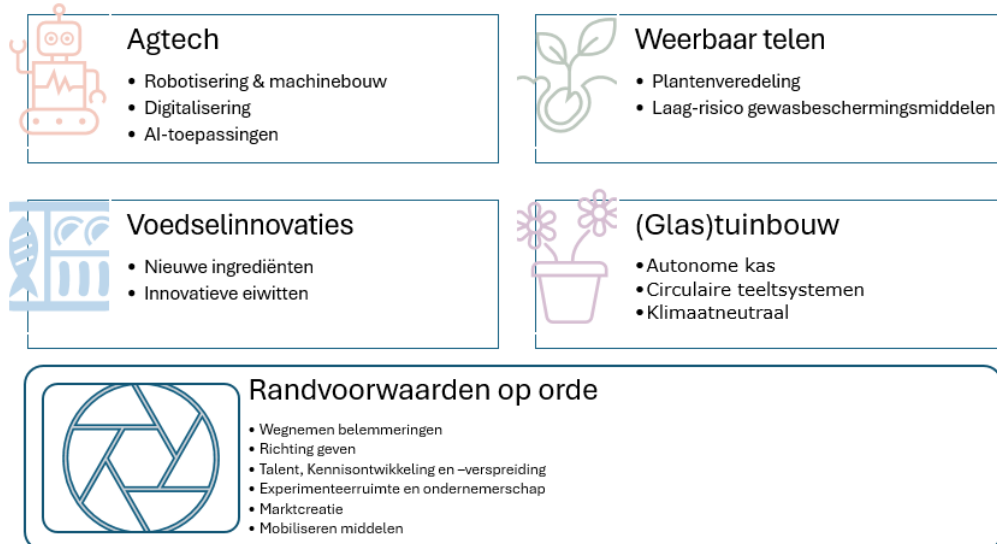 Agtech
• Robotisering & machinebouw
• Digitalisering
• AI-toepassingen
Weerbaar telen
• Plantenveredeling
• Laag-risico gewasbeschermingsmiddelen
Voedselinnovaties
• Nieuwe ingrediënten
• Innovatieve eiwitten
(Glas)tuinbouw
•Autonome kas
•Circulaire teeltsystemen
•Klimaatneutraal
Randvoorwaarden op orde
• Wegnemen belemmeringen
• Richting geven
• Talent, Kennisontwikkeling en –verspreiding
• Experimenteerruimte en ondernemerschap
• Marktcreatie
• Mobiliseren middelen